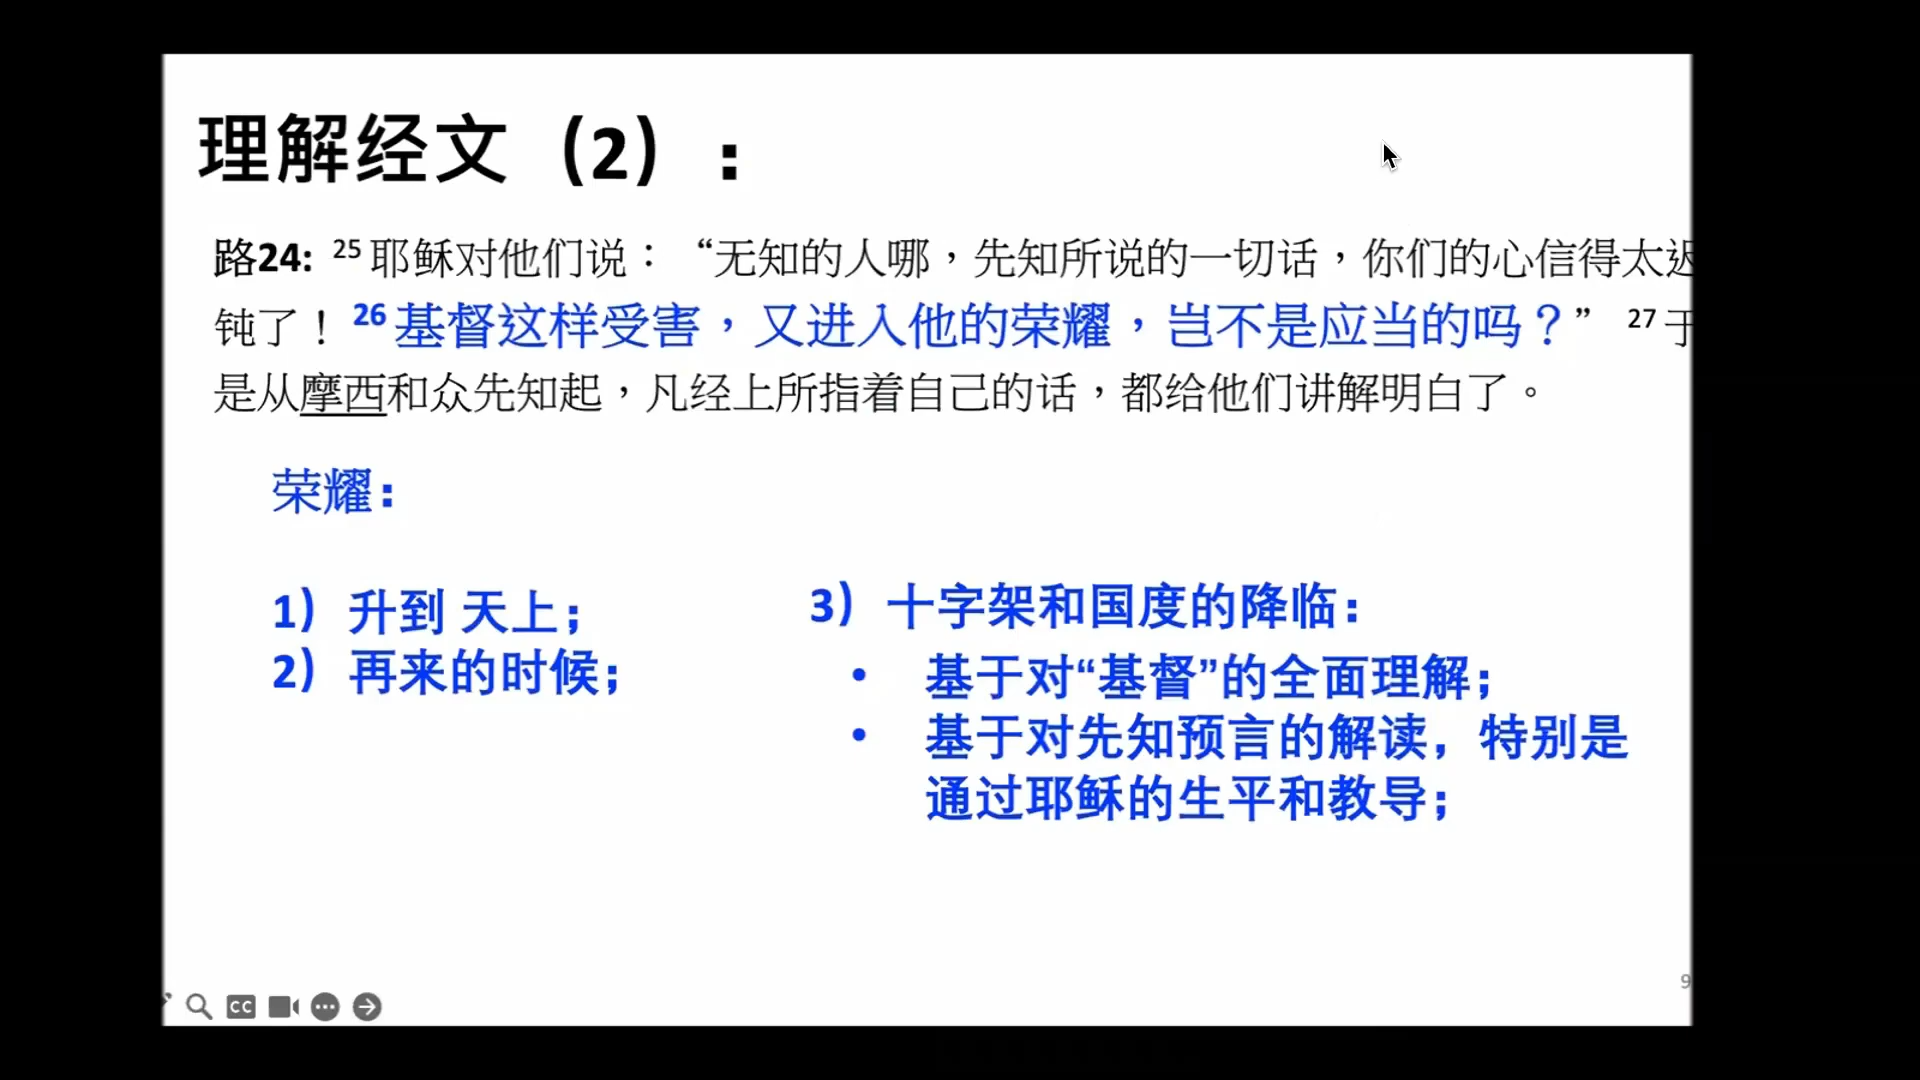 理解经文（2）：
路24: 25 耶稣对他们说：“无知的人哪，先知所说的一切话，你们的心信得太迟
钝了！ 26 基督这样受害，又进入他的荣耀，岂不是应当的吗？” 27 于
是从摩西和众先知起，凡经上所指着自己的话，都给他们讲解明白了。
荣耀：
1）升到 天上；
2）再来的时候；
3）十字架和国度的降临：
• 基于对“基督”的全面理解；
• 基于对先知预言的解读，特别是
通过耶稣的生平和教导；
9
CC